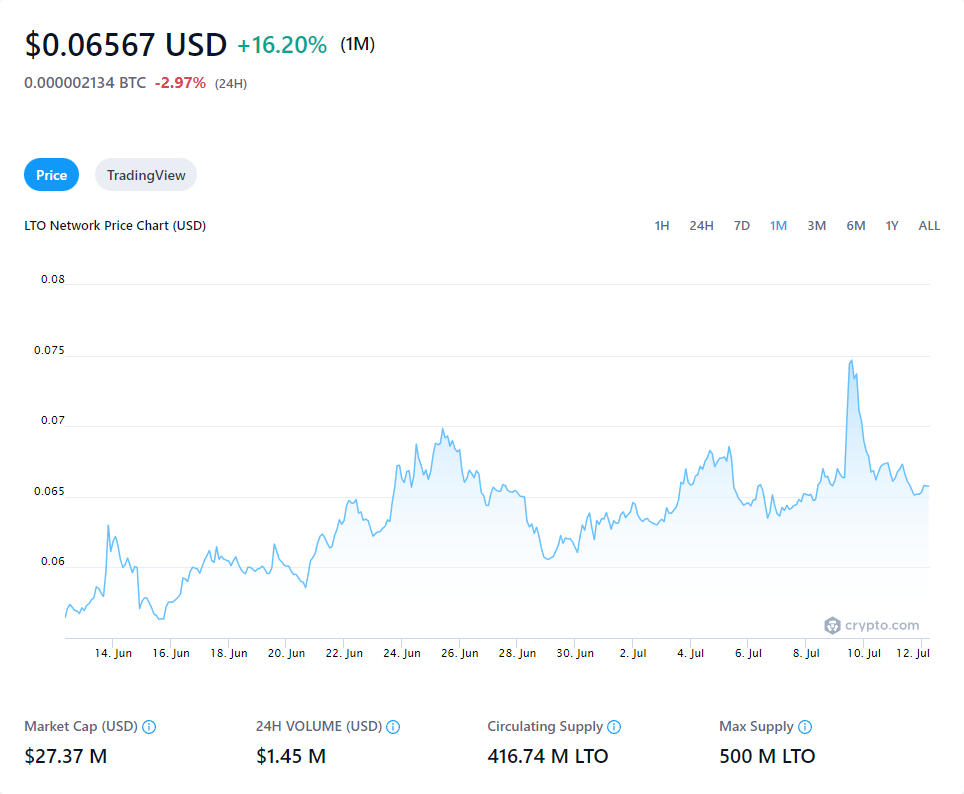 $0.06567 USD +16.20% (1M)
0.000002134 BTC -2.97% (24H)
Price TradingView
LTO Network Price Chart (USD) 1H 24H 7D 1M 3M 6M 1Y ALL
0.08
0.075
0.07
0.065
0.06
crypto.com
14. Jun 16. Jun 18. Jun 20. Jun 22. Jun 24. Jun 26. Jun 28. Jun 30. Jun 2. Jul 4. Jul 6. Jul 8. Jul 10. Jul 12. Jul
Market Cap (USD) 24H VOLUME (USD) Circulating Supply Max Supply
$27.37 M $1.45 M 416.74 M LTO 500 M LTO